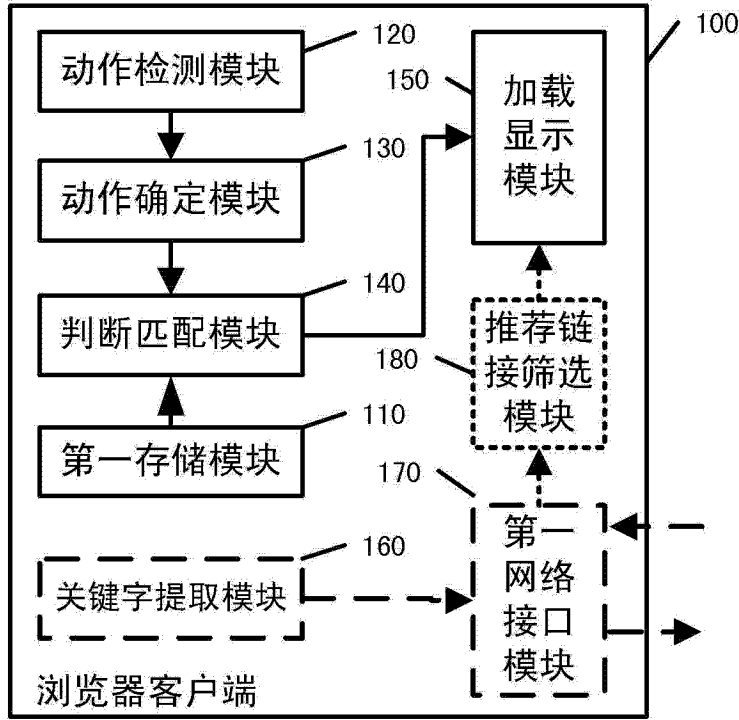 120
动作检测模块
130
动作确定模块
140
判断匹配模块
110
第一存储模块
160
关键字提取模块
浏览器客户端
100
150
加载
显示
模块
180
推荐链
接筛选
模块
170
第一
网络
接口
模块